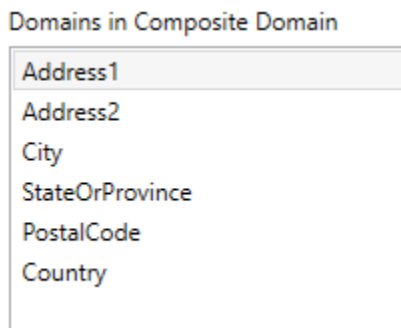 Domains in Composite Domain
Address1
Address2
City
StateOrProvince
PostalCode
Country